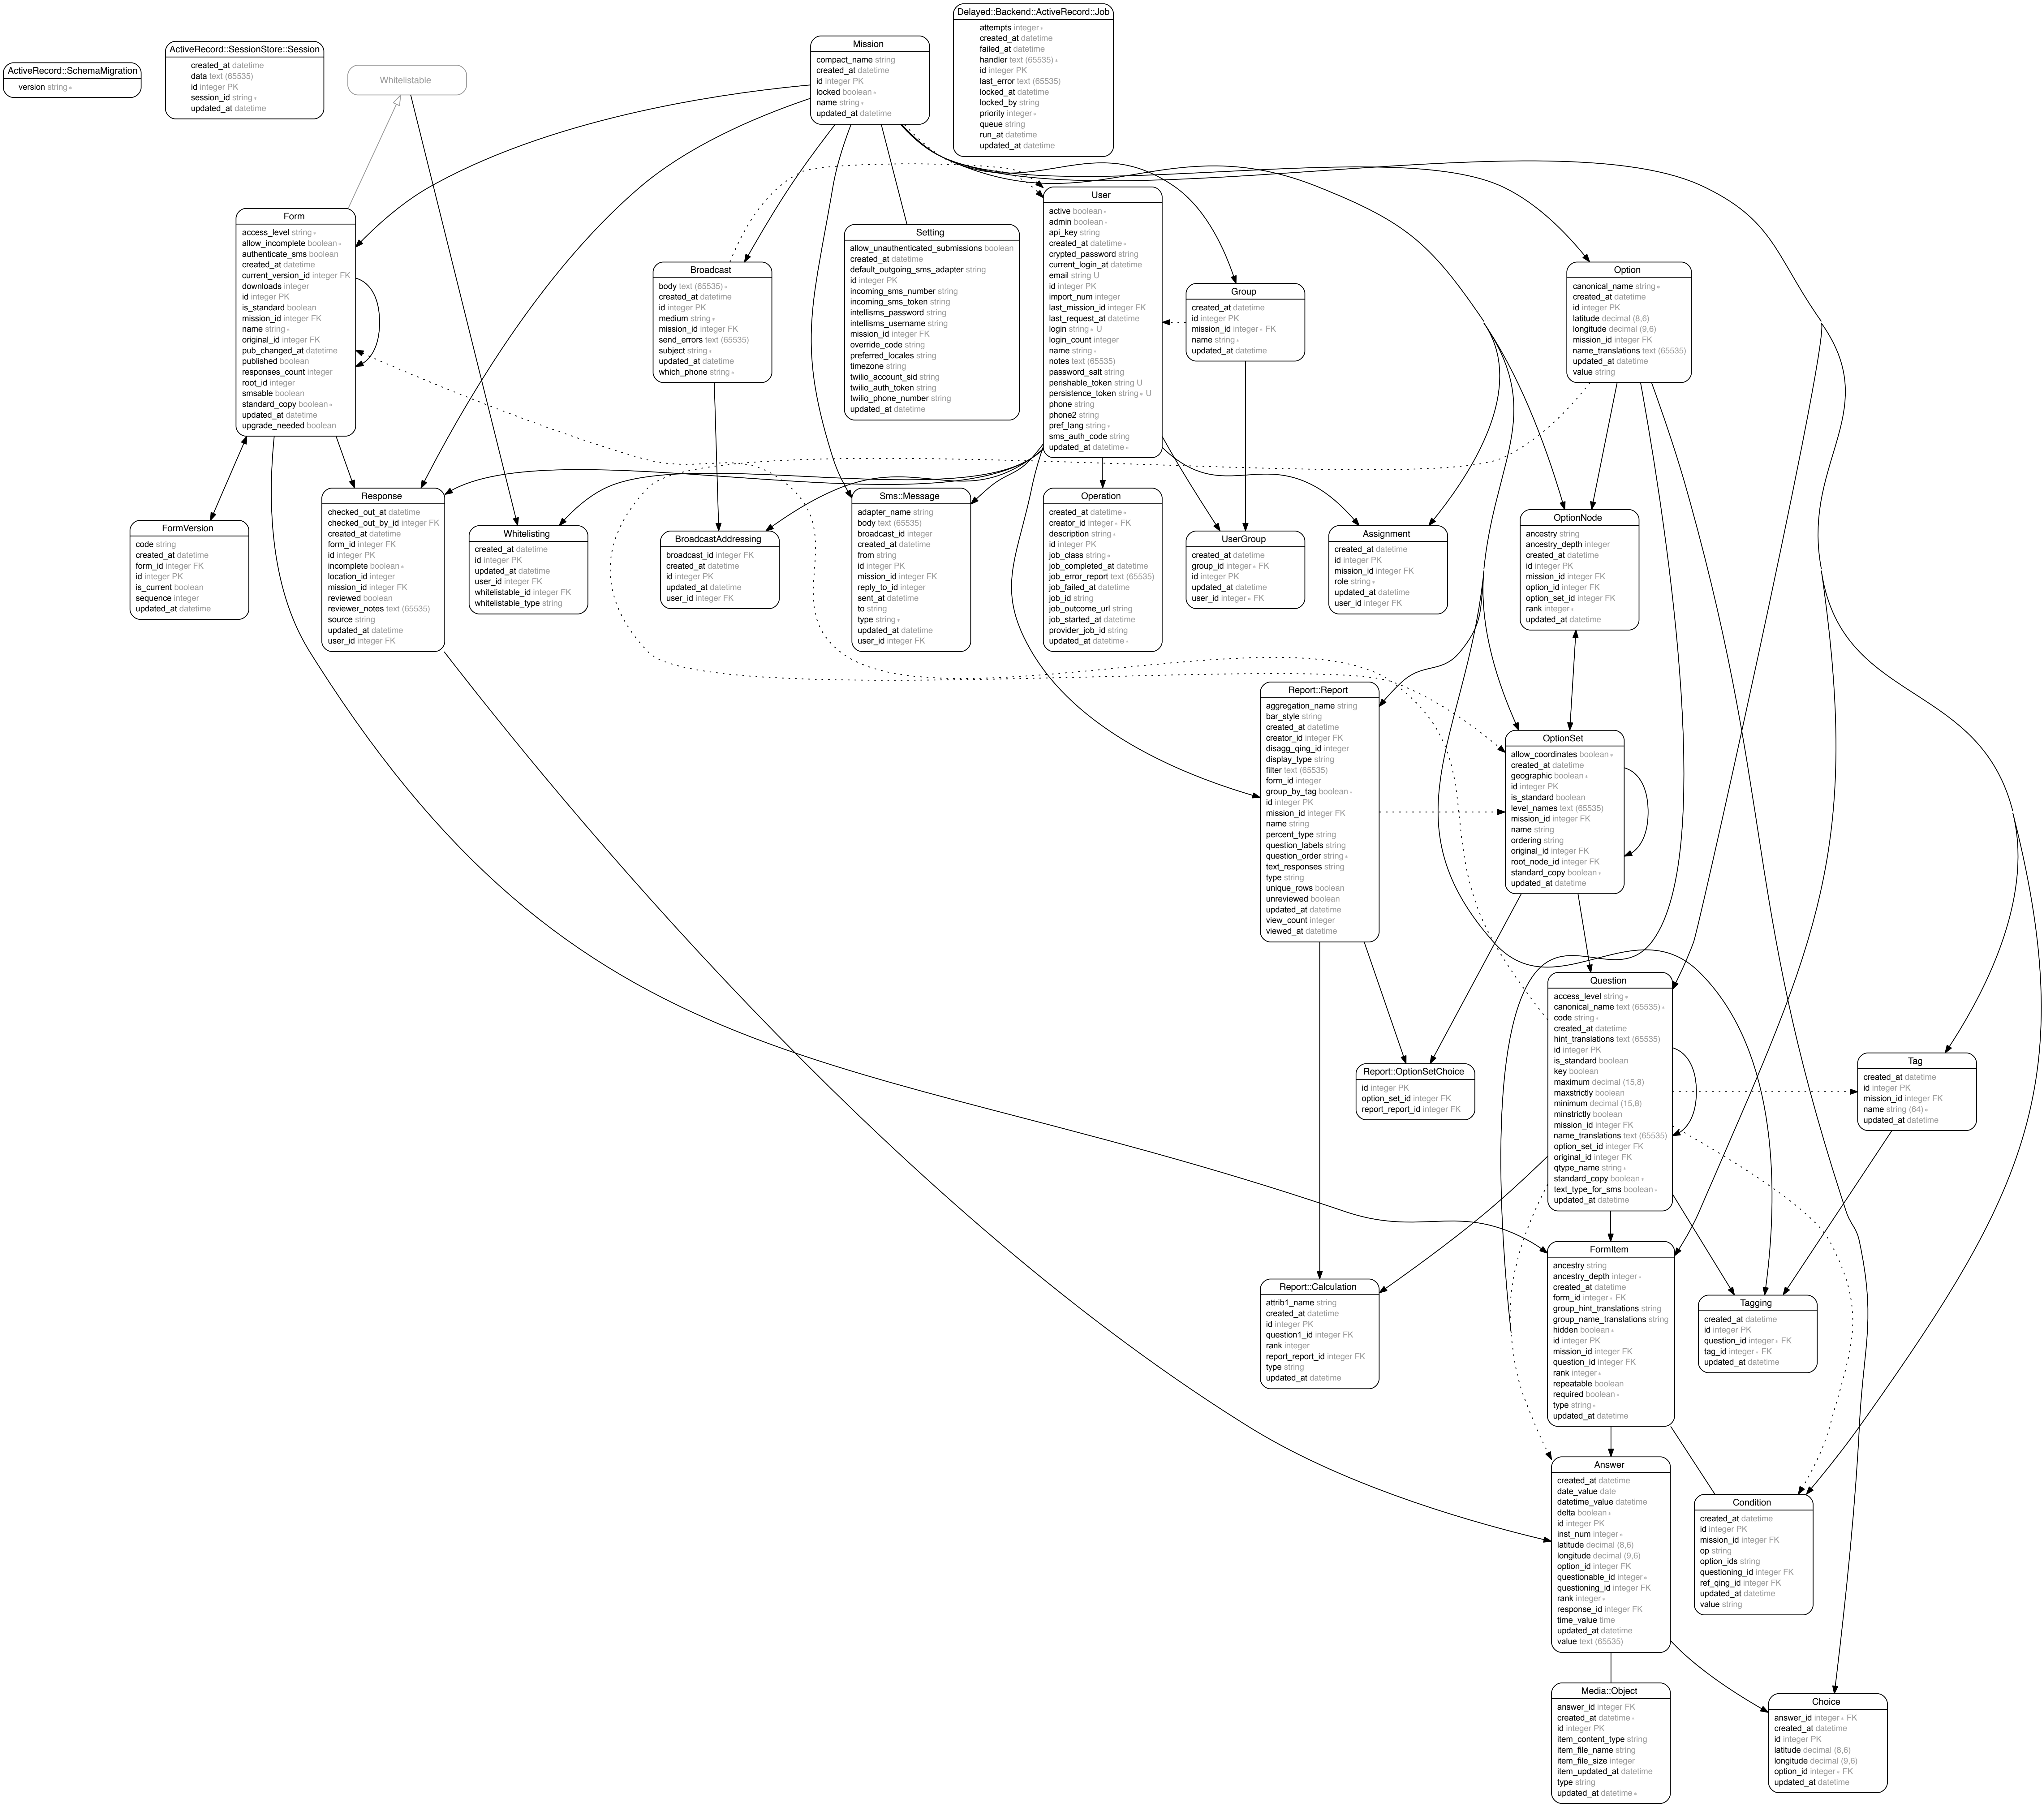 Delayed::Backend::ActiveRecord::Job
attempts integer ∗
created_at datetime
failed_at datetime
handler text (65535) ∗
id integer PK
last_error text (65535)
locked_at datetime
locked_by string
priority integer ∗
queue string
run_at datetime
updated_at datetime
Mission
compact_name string
created_at datetime
id integer PK
locked boolean ∗
name string ∗
updated_at datetime
ActiveRecord::SessionStore::Session
created_at datetime
data text (65535)
id integer PK
session_id string ∗
updated_at datetime
ActiveRecord::SchemaMigration
version string ∗
Whitelistable
User
active boolean ∗
admin boolean ∗
api_key string
created_at datetime ∗
crypted_password string
current_login_at datetime
email string U
id integer PK
import_num integer
last_mission_id integer FK
last_request_at datetime
login string ∗ U
login_count integer
name string ∗
notes text (65535)
password_salt string
perishable_token string U
persistence_token string ∗ U
phone string
phone2 string
pref_lang string ∗
sms_auth_code string
updated_at datetime ∗
Form
access_level string ∗
allow_incomplete boolean ∗
authenticate_sms boolean
created_at datetime
current_version_id integer FK
downloads integer
id integer PK
is_standard boolean
mission_id integer FK
name string ∗
original_id integer FK
pub_changed_at datetime
published boolean
responses_count integer
root_id integer
smsable boolean
standard_copy boolean ∗
updated_at datetime
upgrade_needed boolean
Setting
allow_unauthenticated_submissions boolean
created_at datetime
default_outgoing_sms_adapter string
id integer PK
incoming_sms_number string
incoming_sms_token string
intellisms_password string
intellisms_username string
mission_id integer FK
override_code string
preferred_locales string
timezone string
twilio_account_sid string
twilio_auth_token string
twilio_phone_number string
updated_at datetime
Broadcast
body text (65535) ∗
created_at datetime
id integer PK
medium string ∗
mission_id integer FK
send_errors text (65535)
subject string ∗
updated_at datetime
which_phone string ∗
Option
canonical_name string ∗
created_at datetime
id integer PK
latitude decimal (8,6)
longitude decimal (9,6)
mission_id integer FK
name_translations text (65535)
updated_at datetime
value string
Group
created_at datetime
id integer PK
mission_id integer ∗ FK
name string ∗
updated_at datetime
Response
checked_out_at datetime
checked_out_by_id integer FK
created_at datetime
form_id integer FK
id integer PK
incomplete boolean ∗
location_id integer
mission_id integer FK
reviewed boolean
reviewer_notes text (65535)
source string
updated_at datetime
user_id integer FK
Sms::Message
adapter_name string
body text (65535)
broadcast_id integer
created_at datetime
from string
id integer PK
mission_id integer FK
reply_to_id integer
sent_at datetime
to string
type string ∗
updated_at datetime
user_id integer FK
Operation
created_at datetime ∗
creator_id integer ∗ FK
description string ∗
id integer PK
job_class string ∗
job_completed_at datetime
job_error_report text (65535)
job_failed_at datetime
job_id string
job_outcome_url string
job_started_at datetime
provider_job_id string
updated_at datetime ∗
OptionNode
ancestry string
ancestry_depth integer
created_at datetime
id integer PK
mission_id integer FK
option_id integer FK
option_set_id integer FK
rank integer ∗
updated_at datetime
FormVersion
code string
created_at datetime
form_id integer FK
id integer PK
is_current boolean
sequence integer
updated_at datetime
Whitelisting
created_at datetime
id integer PK
updated_at datetime
user_id integer FK
whitelistable_id integer FK
whitelistable_type string
BroadcastAddressing
broadcast_id integer FK
created_at datetime
id integer PK
updated_at datetime
user_id integer FK
UserGroup
created_at datetime
group_id integer ∗ FK
id integer PK
updated_at datetime
user_id integer ∗ FK
Assignment
created_at datetime
id integer PK
mission_id integer FK
role string ∗
updated_at datetime
user_id integer FK
Report::Report
aggregation_name string
bar_style string
created_at datetime
creator_id integer FK
disagg_qing_id integer
display_type string
filter text (65535)
form_id integer
group_by_tag boolean ∗
id integer PK
mission_id integer FK
name string
percent_type string
question_labels string
question_order string ∗
text_responses string
type string
unique_rows boolean
unreviewed boolean
updated_at datetime
view_count integer
viewed_at datetime
OptionSet
allow_coordinates boolean ∗
created_at datetime
geographic boolean ∗
id integer PK
is_standard boolean
level_names text (65535)
mission_id integer FK
name string
ordering string
original_id integer FK
root_node_id integer FK
standard_copy boolean ∗
updated_at datetime
Question
access_level string ∗
canonical_name text (65535) ∗
code string ∗
created_at datetime
hint_translations text (65535)
id integer PK
is_standard boolean
key boolean
maximum decimal (15,8)
maxstrictly boolean
minimum decimal (15,8)
minstrictly boolean
mission_id integer FK
name_translations text (65535)
option_set_id integer FK
original_id integer FK
qtype_name string ∗
standard_copy boolean ∗
text_type_for_sms boolean ∗
updated_at datetime
Report::OptionSetChoice
id integer PK
option_set_id integer FK
report_report_id integer FK
Tag
created_at datetime
id integer PK
mission_id integer FK
name string (64) ∗
updated_at datetime
FormItem
ancestry string
ancestry_depth integer ∗
created_at datetime
form_id integer ∗ FK
group_hint_translations string
group_name_translations string
hidden boolean ∗
id integer PK
mission_id integer FK
question_id integer FK
rank integer ∗
repeatable boolean
required boolean ∗
type string ∗
updated_at datetime
Report::Calculation
attrib1_name string
created_at datetime
id integer PK
question1_id integer FK
rank integer
report_report_id integer FK
type string
updated_at datetime
Tagging
created_at datetime
id integer PK
question_id integer ∗ FK
tag_id integer ∗ FK
updated_at datetime
Answer
created_at datetime
date_value date
datetime_value datetime
delta boolean ∗
id integer PK
inst_num integer ∗
latitude decimal (8,6)
longitude decimal (9,6)
option_id integer FK
questionable_id integer ∗
questioning_id integer FK
rank integer ∗
response_id integer FK
time_value time
updated_at datetime
value text (65535)
Condition
created_at datetime
id integer PK
mission_id integer FK
op string
option_ids string
questioning_id integer FK
ref_qing_id integer FK
updated_at datetime
value string
Media::Object
answer_id integer FK
created_at datetime ∗
id integer PK
item_content_type string
item_file_name string
item_file_size integer
item_updated_at datetime
type string
updated_at datetime ∗
Choice
answer_id integer ∗ FK
created_at datetime
id integer PK
latitude decimal (8,6)
longitude decimal (9,6)
option_id integer ∗ FK
updated_at datetime